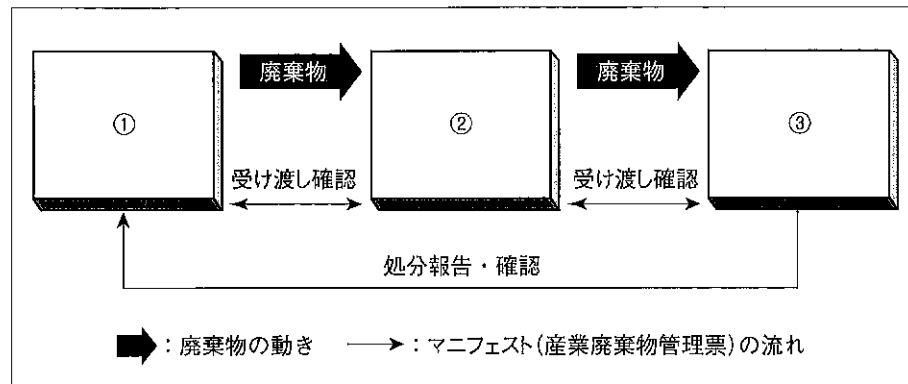 廃棄物 廃棄物
① ② ③
受け渡し確認 受け渡し確認
処分報告・確認
：廃棄物の動き ：マニフェスト(産業廃棄物管理票)の流れ